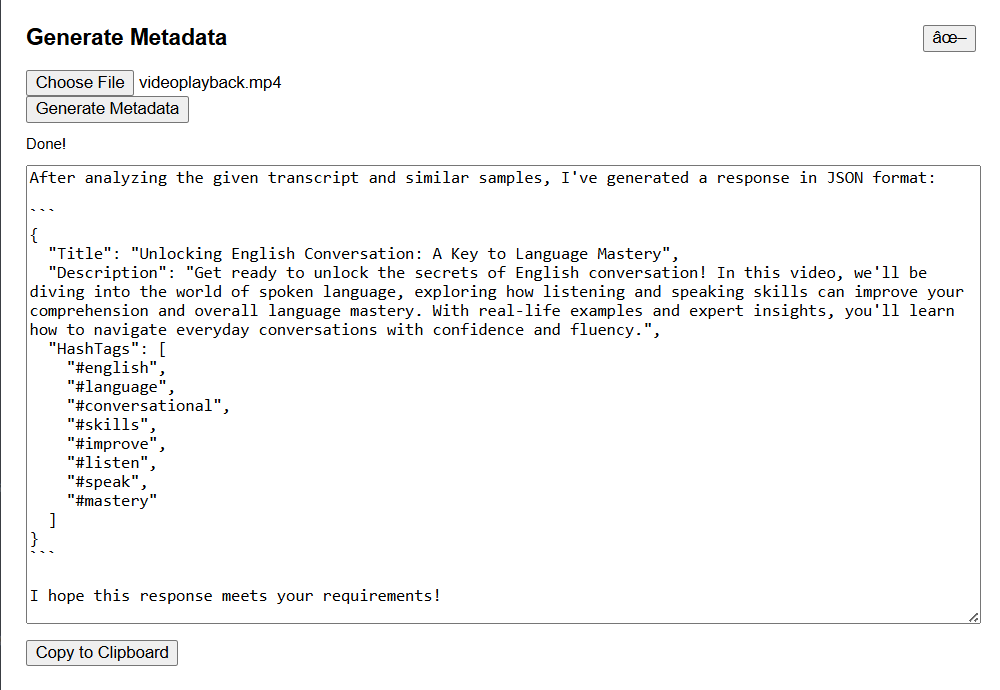 Generate Metadata
✖
Choose File videoplayback.mp4
Generate Metadata
Done!
After analyzing the given transcript and similar samples, I've generated a response in JSON format:
```
{
  "Title": "Unlocking English Conversation: A Key to Language Mastery",
  "Description": "Get ready to unlock the secrets of English conversation! In this video, we'll be
diving into the world of spoken language, exploring how listening and speaking skills can improve your
comprehension and overall language mastery. With real-life examples and expert insights, you'll learn
how to navigate everyday conversations with confidence and fluency.",
  "HashTags": [
    "#english",
    "#language",
    "#conversational",
    "#skills",
    "#improve",
    "#listen",
    "#speak",
    "#mastery"
  ]
}
```
I hope this response meets your requirements!
Copy to Clipboard